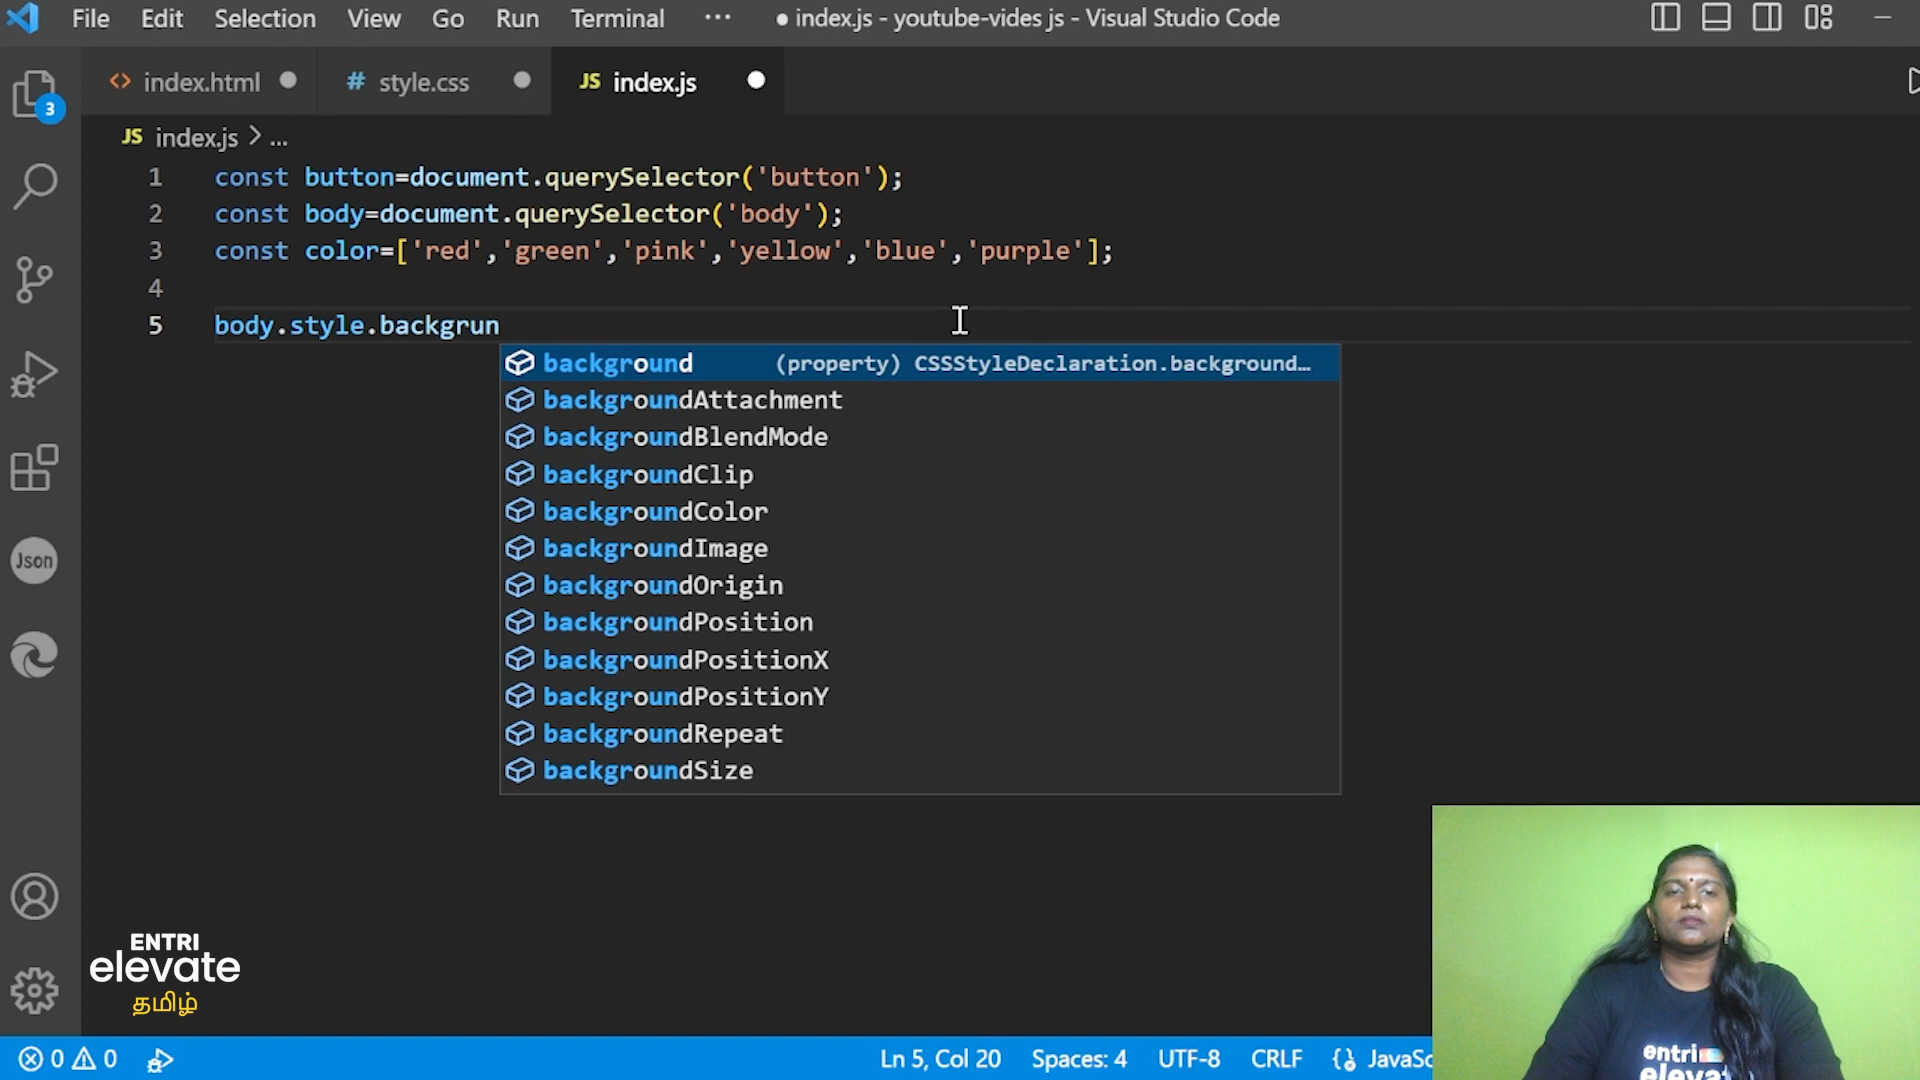 File Edit Selection View Go Run Terminal ··· ● index.js - youtube-vides js - Visual Studio Code
index.html style.css JS index.js
3
JS index.js > ...
1 const button=document.querySelector('button');
2 const body=document.querySelector('body');
3 const color=['red','green','pink','yellow','blue','purple'];
4
5 body.style.backgrun
background (property) CSSStyleDeclaration.background…
backgroundAttachment
backgroundBlendMode
backgroundClip
backgroundColor
backgroundImage
backgroundOrigin
backgroundPosition
backgroundPositionX
backgroundPositionY
backgroundRepeat
backgroundSize
Json
ENTRI
elevate
தமிழ்
entri
elevat
0 0 Ln 5, Col 20 Spaces: 4 UTF-8 CRLF JavaSc